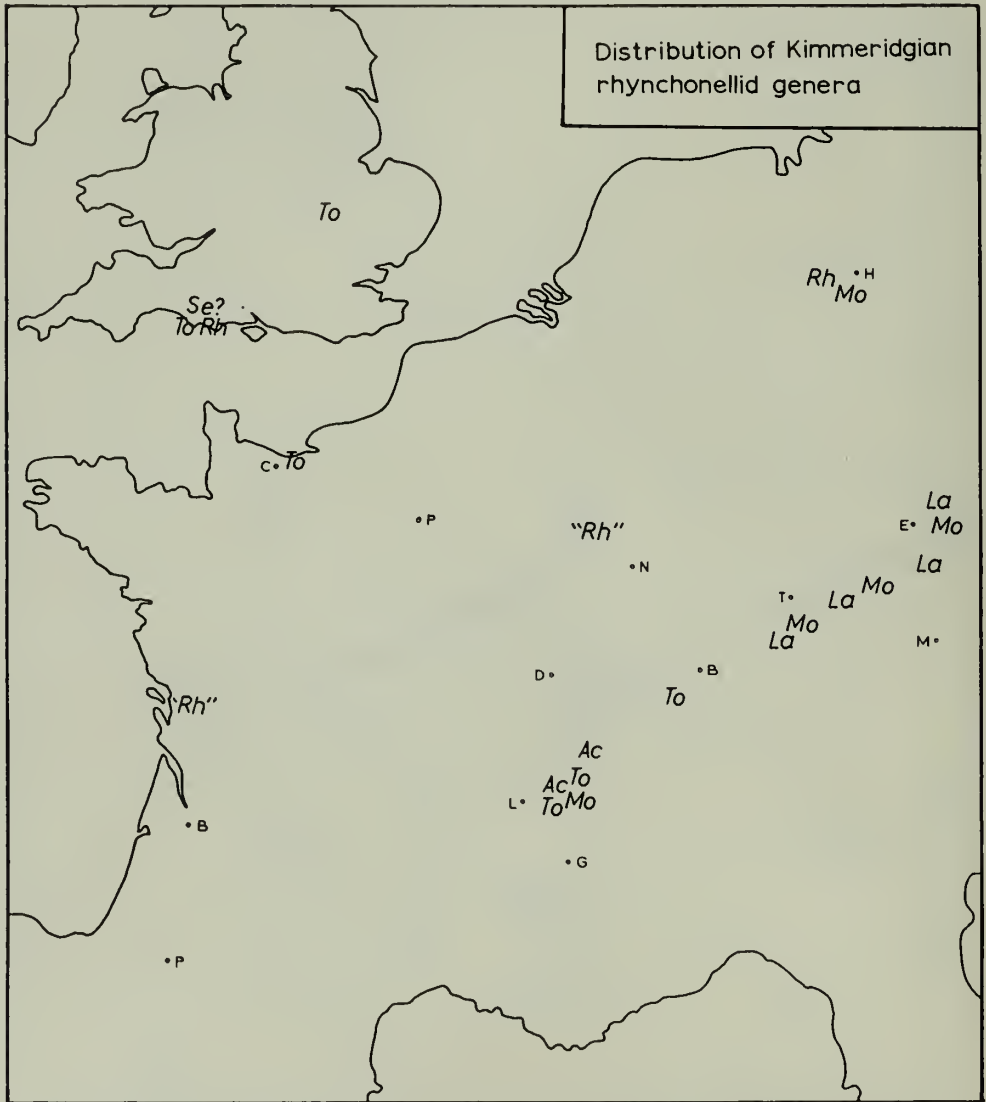 Distribution of Kimmeridgian
rhynchonellid genera
To
Rh •H
Mo
Se?
To Rh
C• To
La
•P
"Rh"
E• Mo
•N
La
Mo
T•
La
Mo
La
M•
D•
•B
To
"Rh"
Ac
To
Ac
L• To Mo
•B
•G
•P